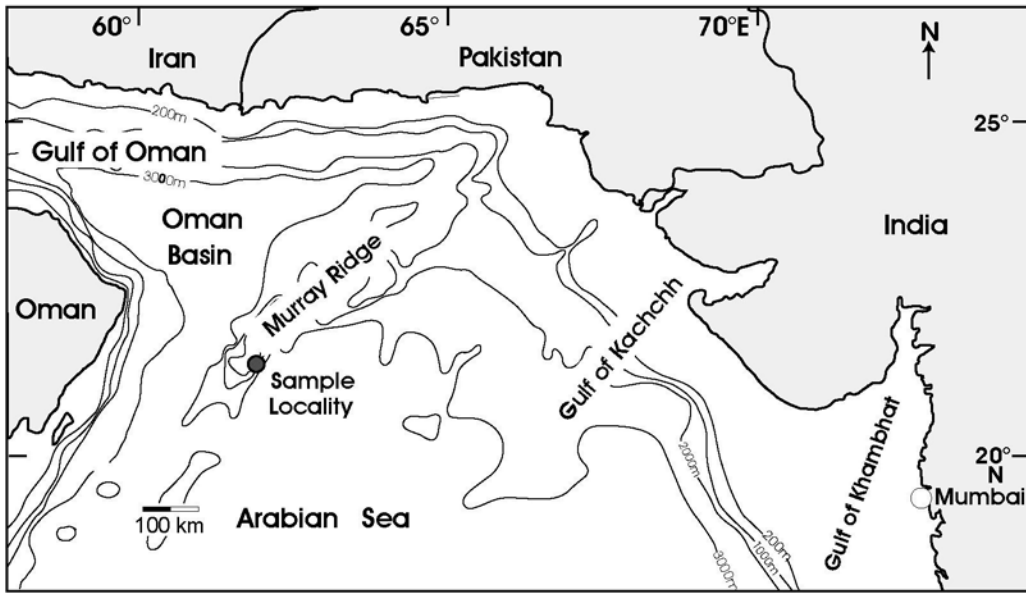 60°
65°
70°E
Iran
Pakistan
N
200m
25°
Gulf of Oman
3000m
Oman
Basin
India
Murray Ridge
Oman
Gulf of Kachchh
Sample
Locality
Gulf of Khambhat
20°
N
2000m
Mumbai
100 km
Arabian Sea
200m
1000m
3000m